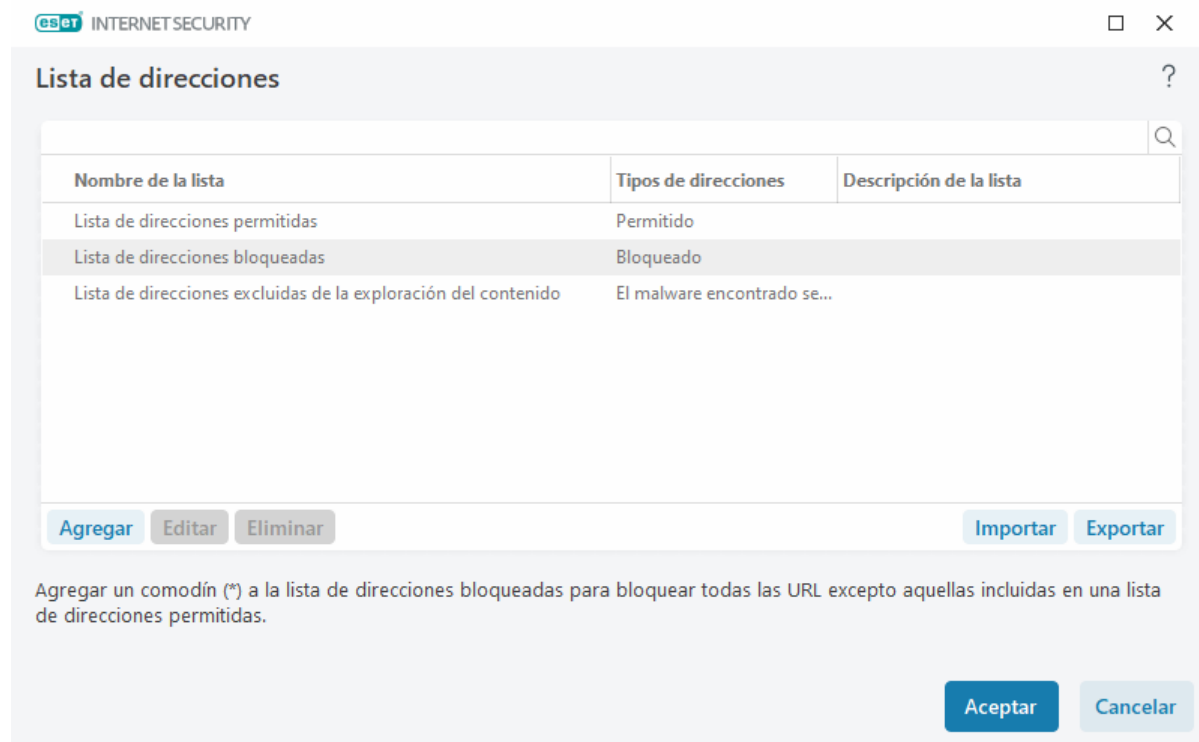 eset INTERNET SECURITY
Lista de direcciones
?
Nombre de la lista Tipos de direcciones Descripción de la lista
Lista de direcciones permitidas Permitido
Lista de direcciones bloqueadas Bloqueado
Lista de direcciones excluidas de la exploración del contenido El malware encontrado se...
Agregar Editar Eliminar Importar Exportar
Agregar un comodín (*) a la lista de direcciones bloqueadas para bloquear todas las URL excepto aquellas incluidas en una lista
de direcciones permitidas.
Aceptar Cancelar